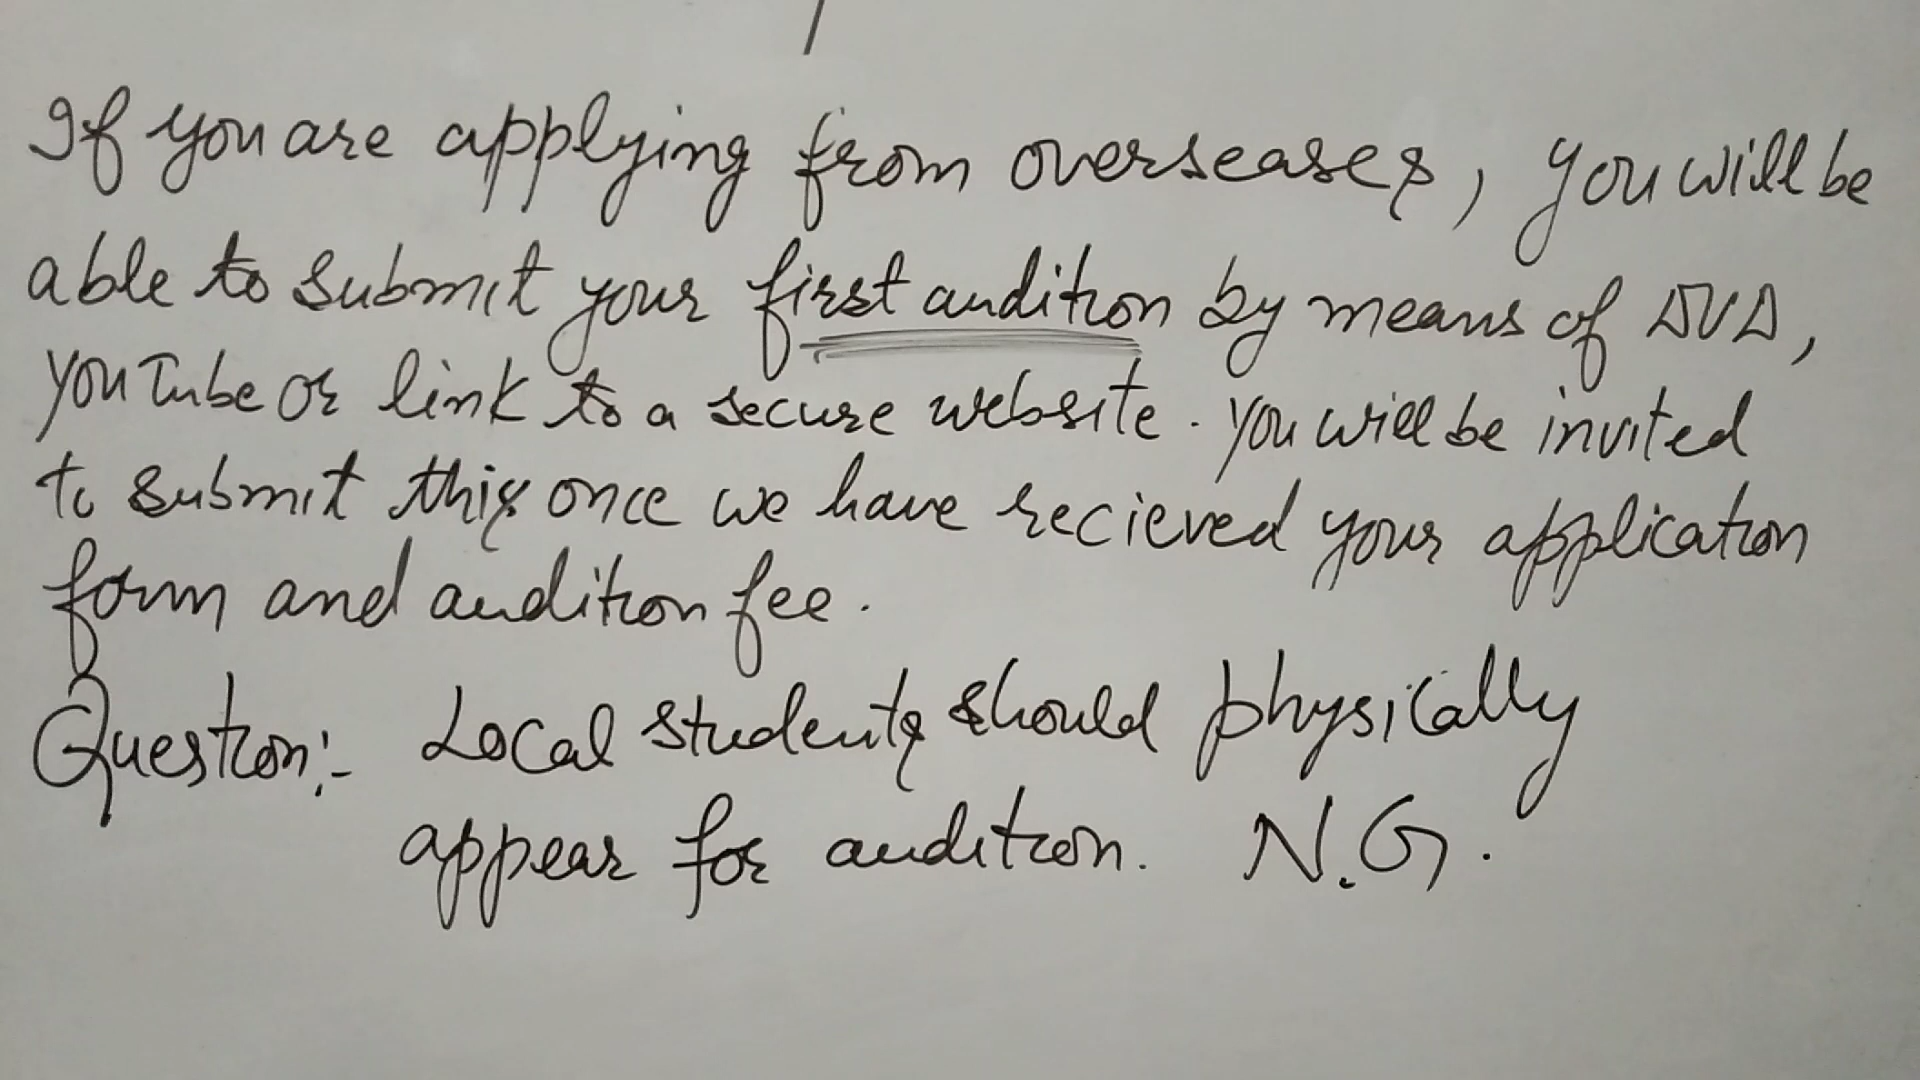 If you are applying from overseases, you will be
able to submit your first audition by means of DVD,
YouTube or link to a secure website. You will be invited
to submit this once we have recieved your application
form and audition fee.
Question:- Local students should physically
appear for audition. N.G.